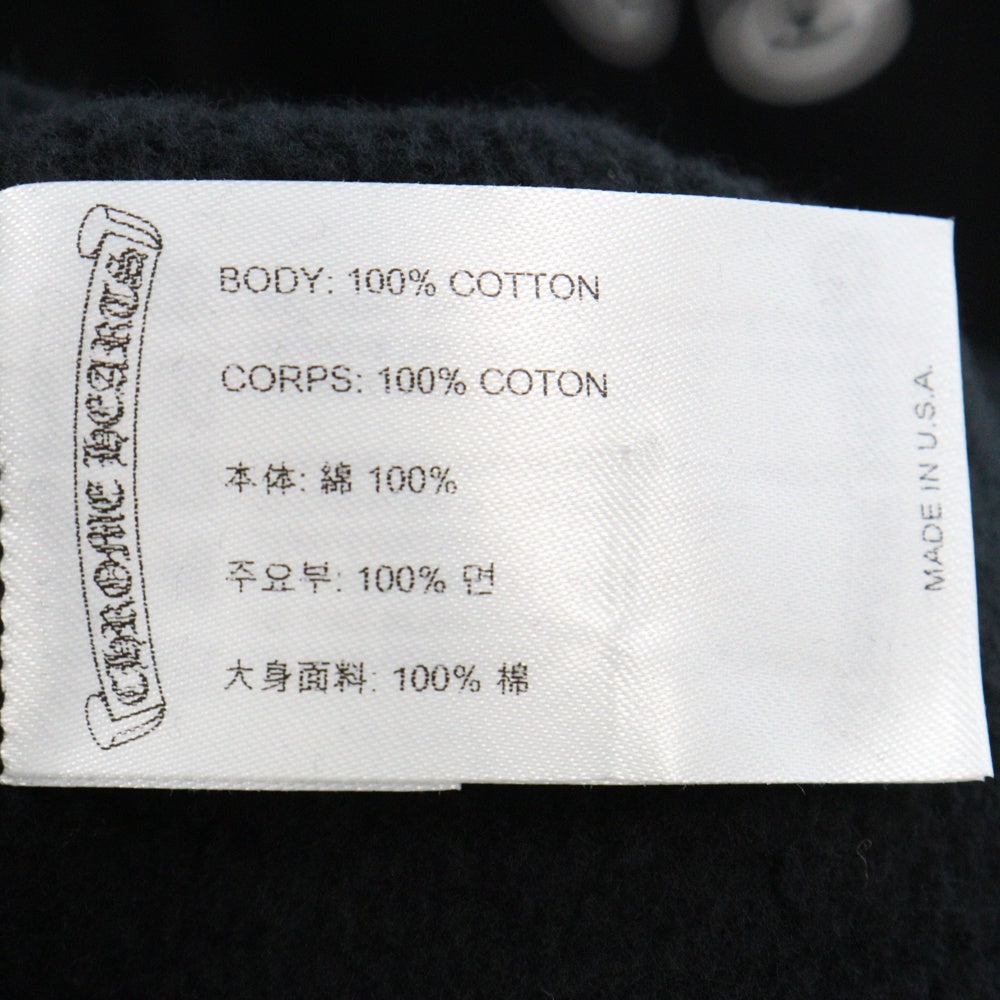 CHROME HEARTS
BODY: 100% COTTON
CORPS: 100% COTON
本体: 綿 100%
주요부: 100% 면
大身面料: 100% 棉
MADE IN U.S.A.